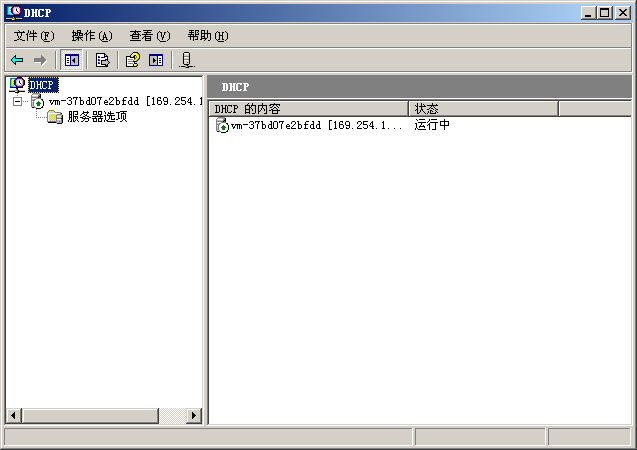 DHCP
文件(F) 操作(A) 查看(V) 帮助(H)
DHCP
vm-37bd07e2bfdd [169.254.1
服务器选项
DHCP
DHCP 的内容 状态
vm-37bd07e2bfdd [169.254.1... 运行中